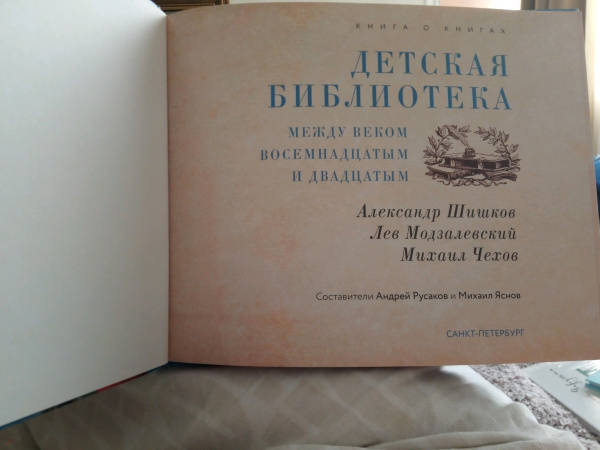 КНИГА О КНИГАХ
ДЕТСКАЯ
БИБЛИОТЕКА
МЕЖДУ ВЕКОМ
ВОСЕМНАДЦАТЫМ
И ДВАДЦАТЫМ
Александр Шишков
Лев Модзалевский
Михаил Чехов
Составители Андрей Русаков и Михаил Яснов
САНКТ-ПЕТЕРБУРГ